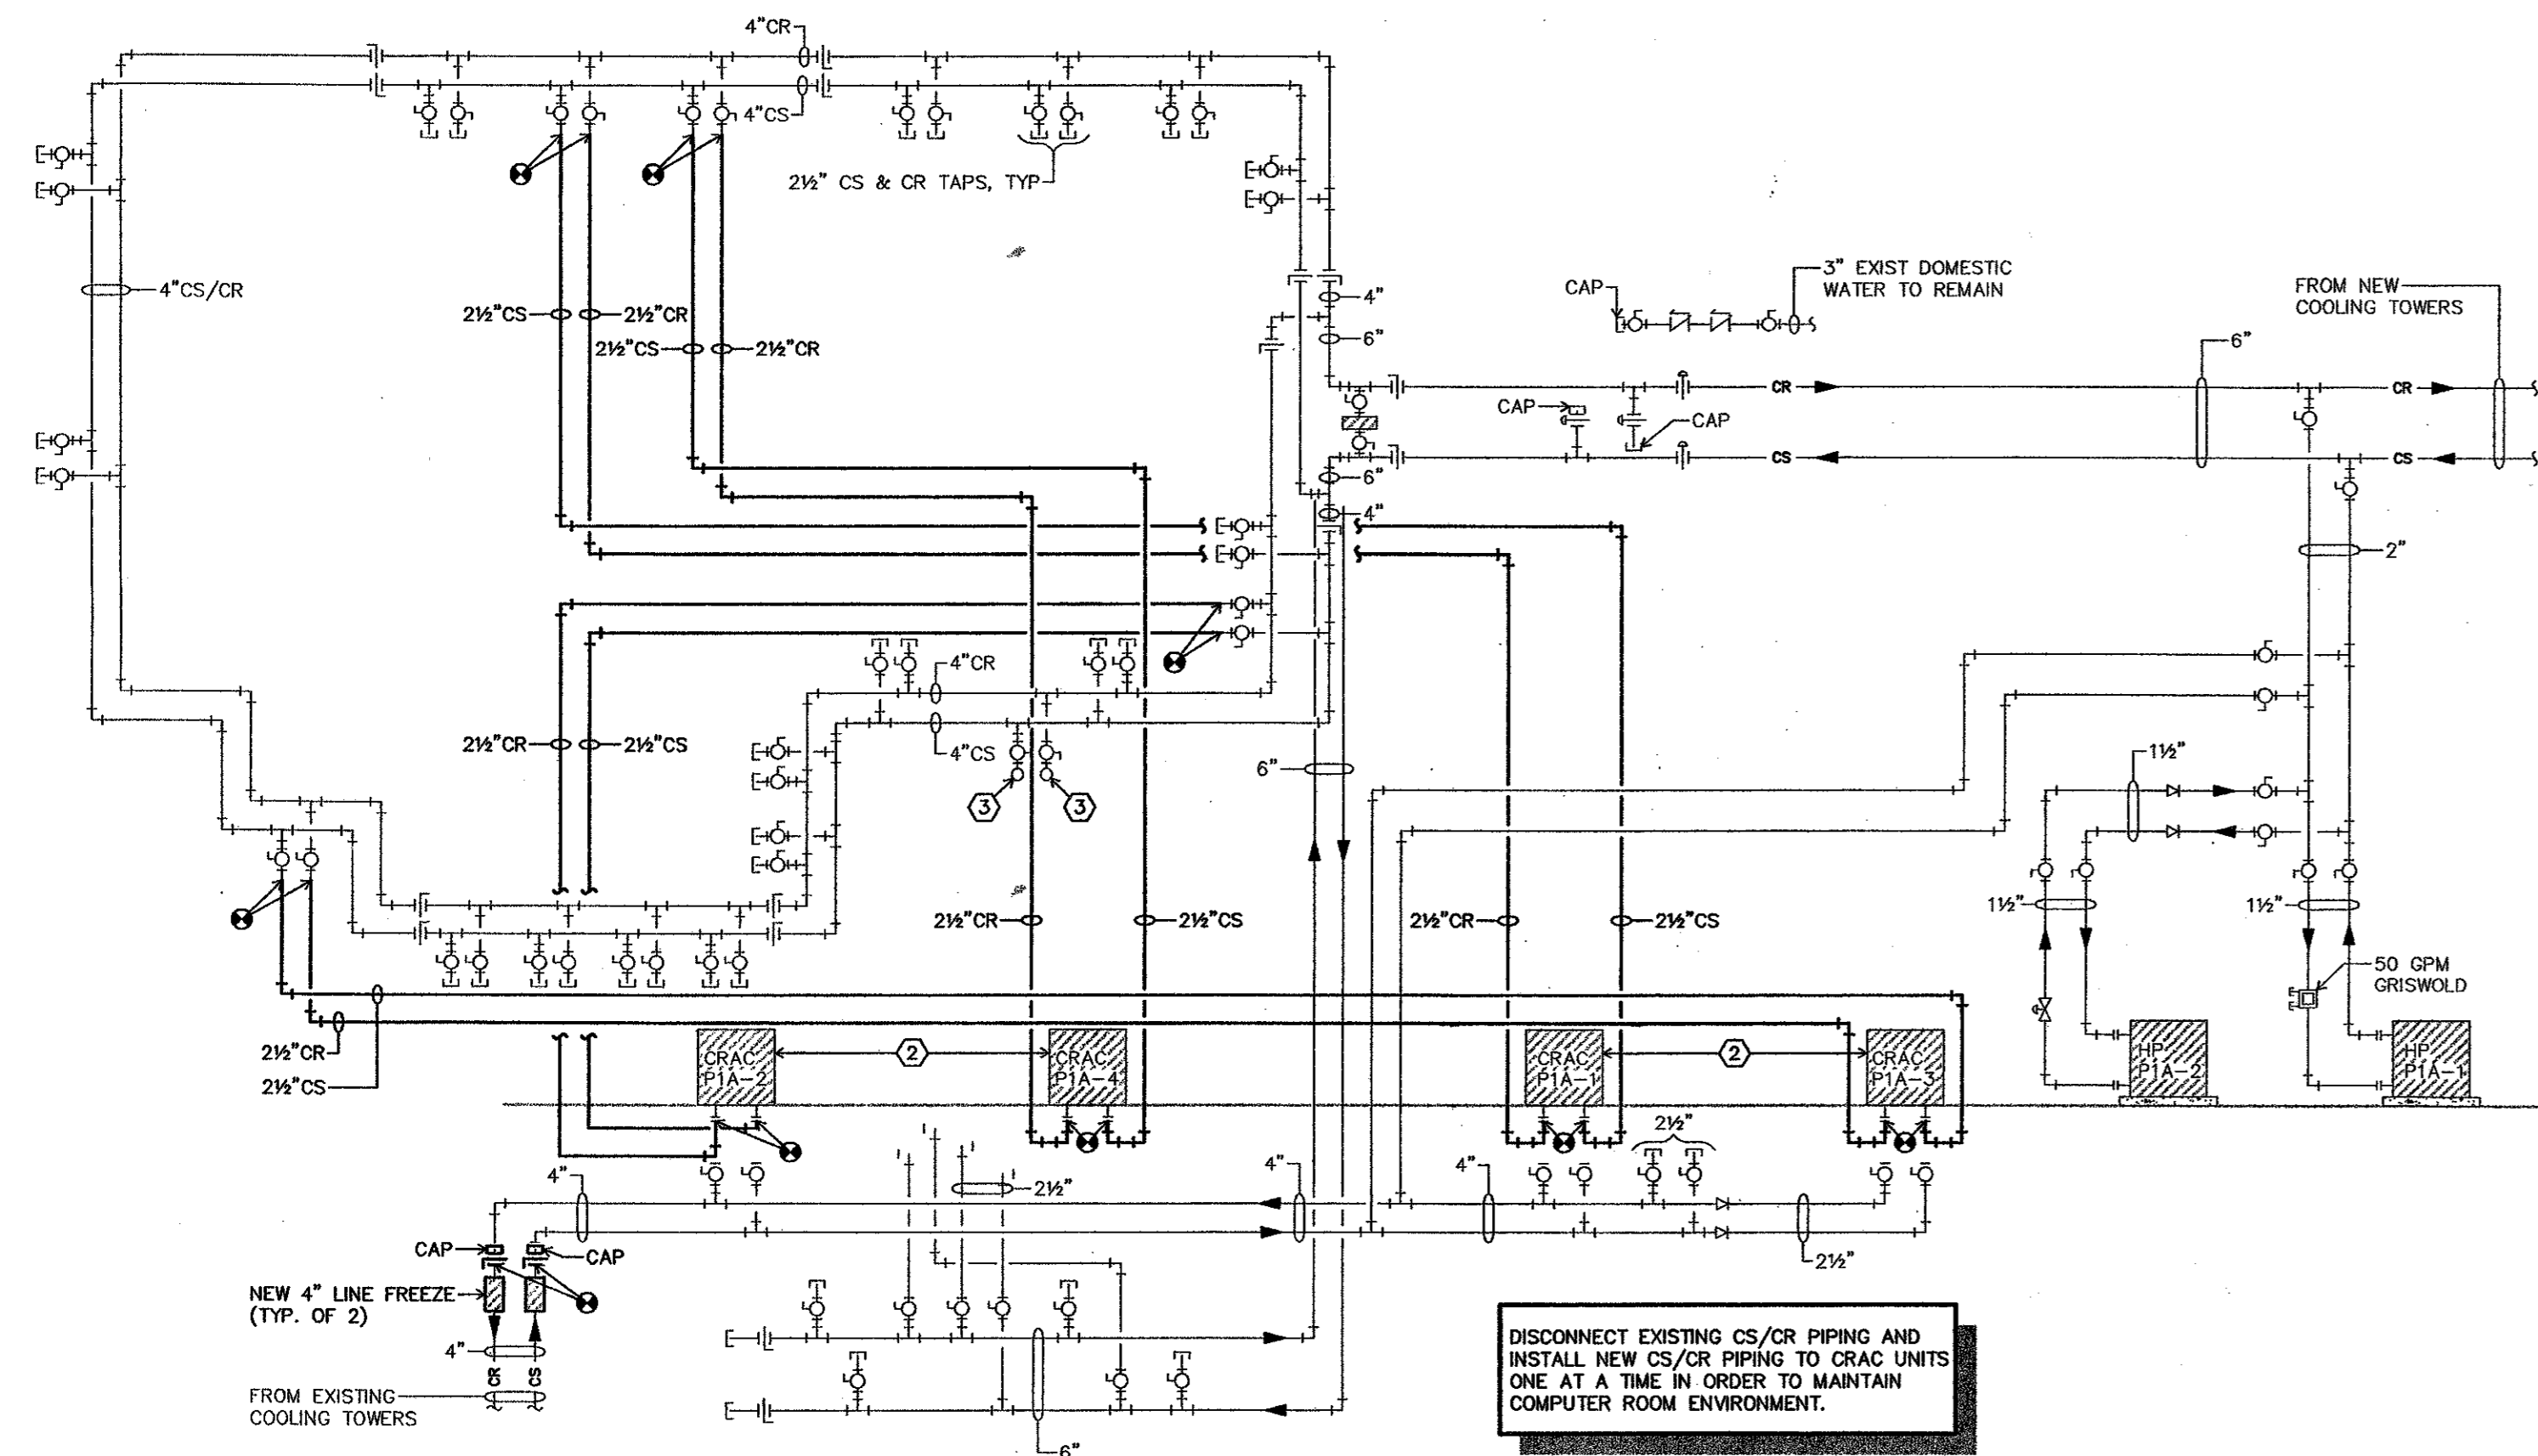 4"CR
4"CS
2½" CS & CR TAPS, TYP
4"CS/CR
2½"CS
2½"CR
2½"CS
2½"CR
4"
6"
CAP
3" EXIST DOMESTIC
WATER TO REMAIN
FROM NEW
COOLING TOWERS
6"
CR
CR
CAP
CAP
CS
CS
6"
4"
2"
4"CR
4"CS
2½"CR
2½"CS
3
3
6"
1½"
2½"CR
2½"CS
2½"CR
2½"CS
1½"
1½"
50 GPM
GRISWOLD
2½"CR
2½"CS
CRAC
P1A-2
2
CRAC
P1A-4
CRAC
P1A-1
2
CRAC
P1A-3
HP
P1A-2
HP
P1A-1
2½"
4"
2½"
4"
4"
2½"
CAP
CAP
NEW 4" LINE FREEZE
(TYP. OF 2)
4"
CR
CS
FROM EXISTING
COOLING TOWERS
6"
DISCONNECT EXISTING CS/CR PIPING AND
INSTALL NEW CS/CR PIPING TO CRAC UNITS
ONE AT A TIME IN ORDER TO MAINTAIN
COMPUTER ROOM ENVIRONMENT.